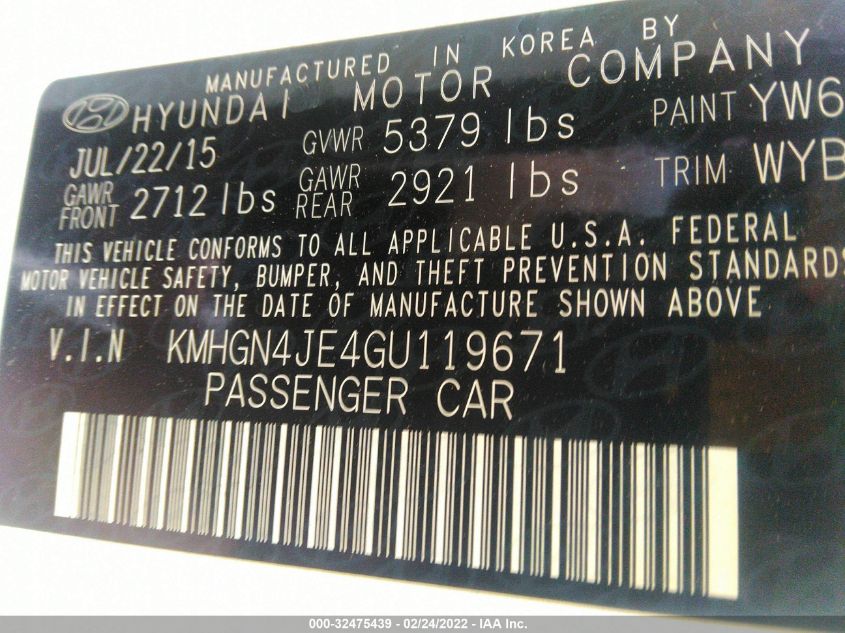 MANUFACTURED IN KOREA BY
HYUNDAI MOTOR COMPANY
JUL/22/15 GVWR 5379 lbs PAINT YW6
GAWR FRONT 2712 lbs GAWR REAR 2921 lbs TRIM WYB
THIS VEHICLE CONFORMS TO ALL APPLICABLE U.S.A. FEDERAL
MOTOR VEHICLE SAFETY, BUMPER, AND THEFT PREVENTION STANDARDS
IN EFFECT ON THE DATE OF MANUFACTURE SHOWN ABOVE
V.I.N KMHGN4JE4GU119671
PASSENGER CAR
000-32475439 - 02/24/2022 - IAA Inc.